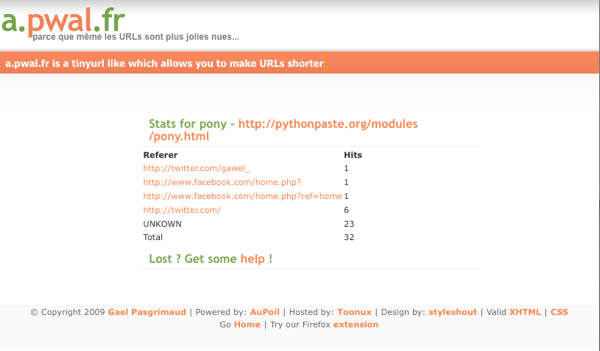 a.pwal.fr
parce que même les URLs sont plus jolies nues...
a.pwal.fr is a tinyurl like which allows you to make URLs shorter
Stats for pony - http://pythonpaste.org/modules
/pony.html
Referer Hits
http://twitter.com/gawel_ 1
http://www.facebook.com/home.php? 1
http://www.facebook.com/home.php?ref=home 1
http://twitter.com/ 6
UNKOWN 23
Total 32
Lost ? Get some help !
© Copyright 2009 Gael Pasgrimaud | Powered by: AuPoil | Hosted by: Toonux | Design by: styleshout | Valid XHTML | CSS
Go Home | Try our Firefox extension